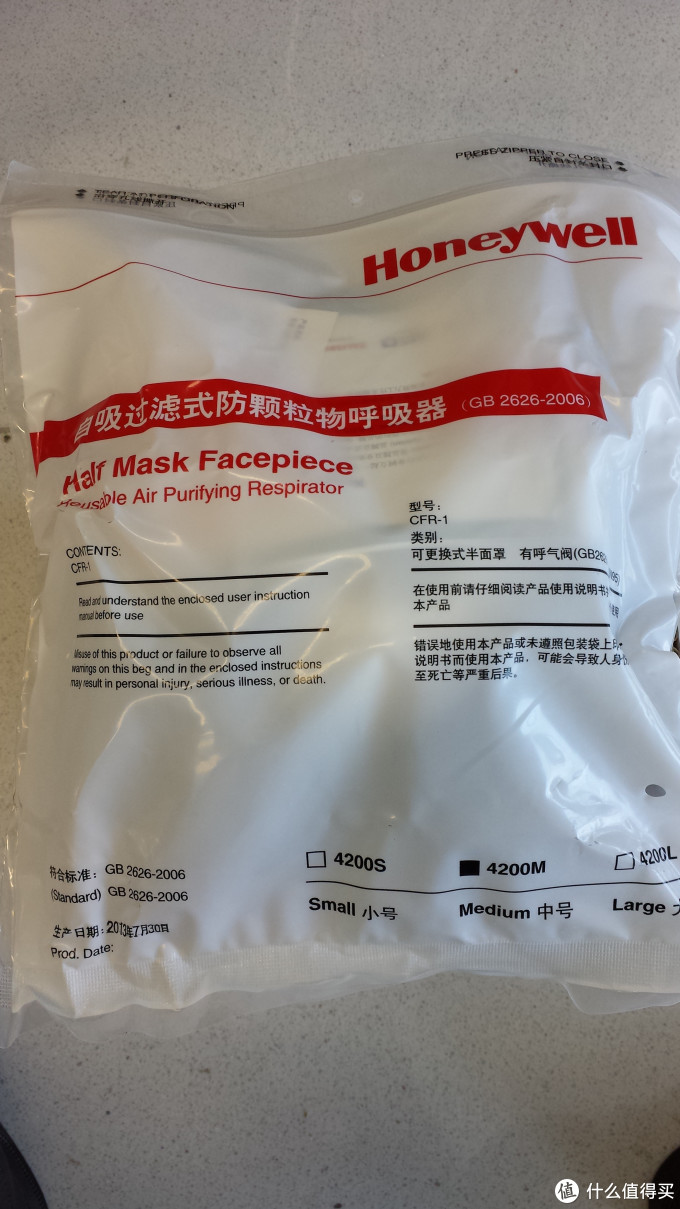 PRESS ZIPPER TO CLOSE
Honeywell
自吸过滤式防颗粒物呼吸器 (GB 2626-2006)
Half Mask Facepiece
Reusable Air Purifying Respirator
型号:
CFR-1
类别:
可更换式半面罩 有呼气阀(GB262
CONTENTS:
CFR-1
Read and understand the enclosed user instruction
manual before use
在使用前请仔细阅读产品使用说明书
本产品
Misuse of this product or failure to observe all
warnings on this beg and in the enclosed instructions
may result in personal injury, serious illness, or death.
错误地使用本产品或未遵照包装袋上
说明书而使用本产品，可能会导致人身
至死亡等严重后果。
符合标准: GB 2626-2006
(Standard) GB 2626-2006
生产日期: 2013年7月30日
Prod. Date:
4200S
4200M
4200L
Small 小号
Medium 中号
Large
值 什么值得买